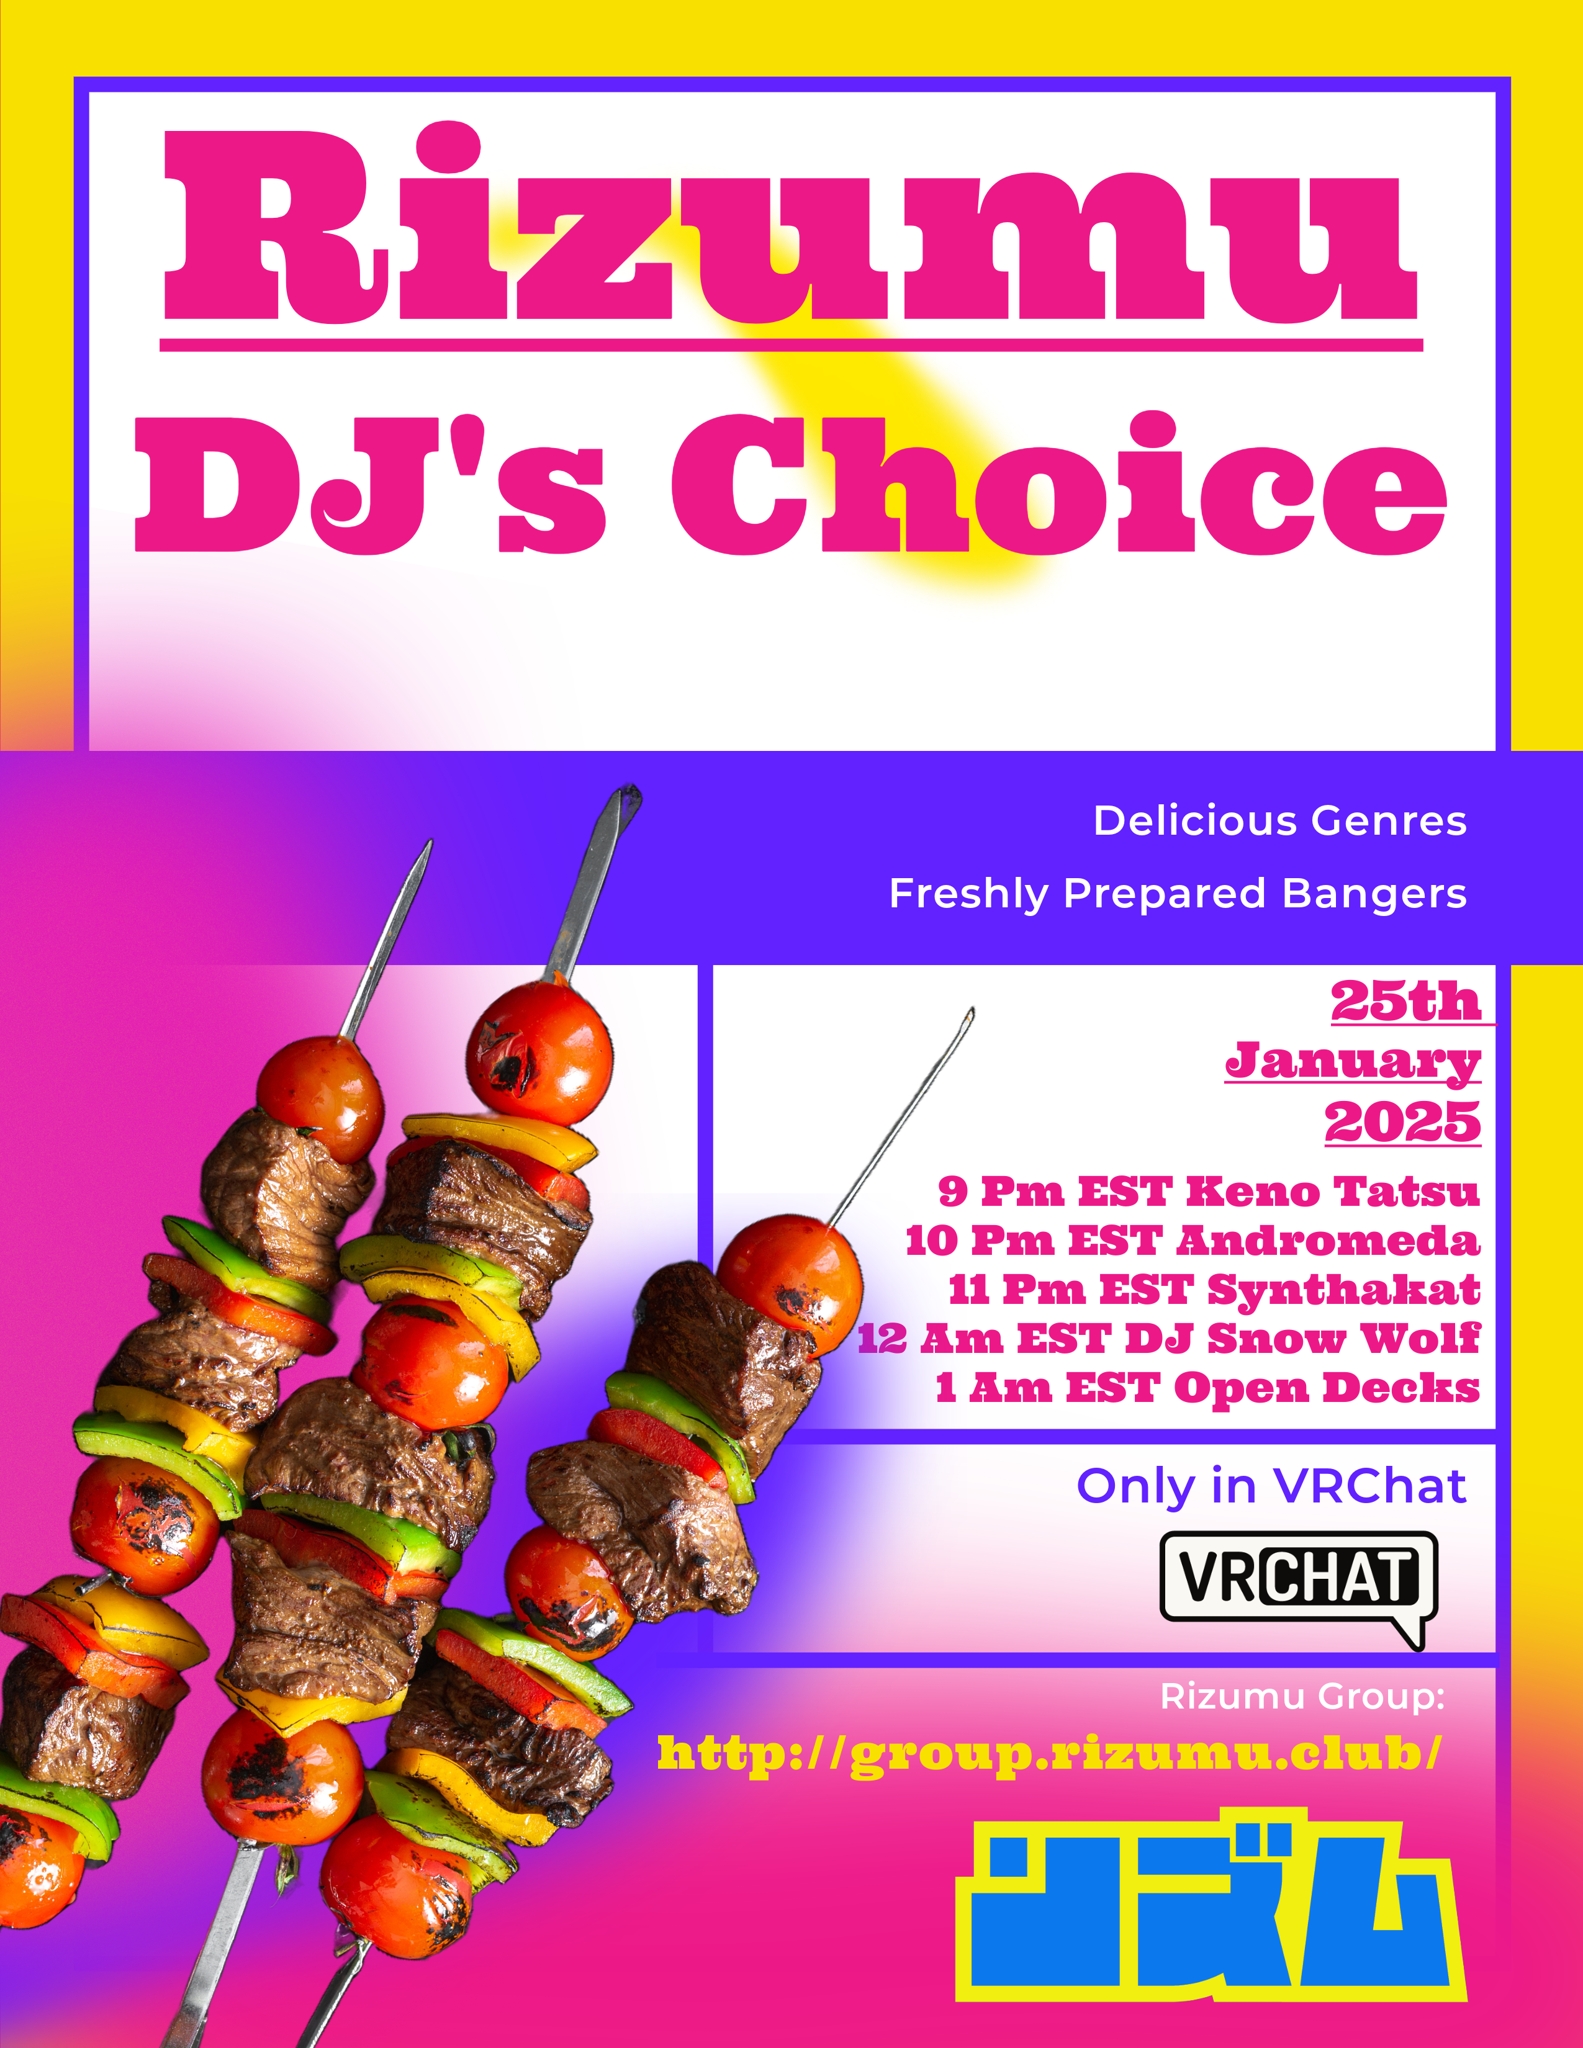 Rizumu
DJ's Choice
Delicious Genres
Freshly Prepared Bangers
25th
January
2025
9 Pm EST Keno Tatsu
10 Pm EST Andromeda
11 Pm EST Synthakat
12 Am EST DJ Snow Wolf
1 Am EST Open Decks
Only in VRChat
VRCHAT
Rizumu Group:
http://group.rizumu.club/
リズム